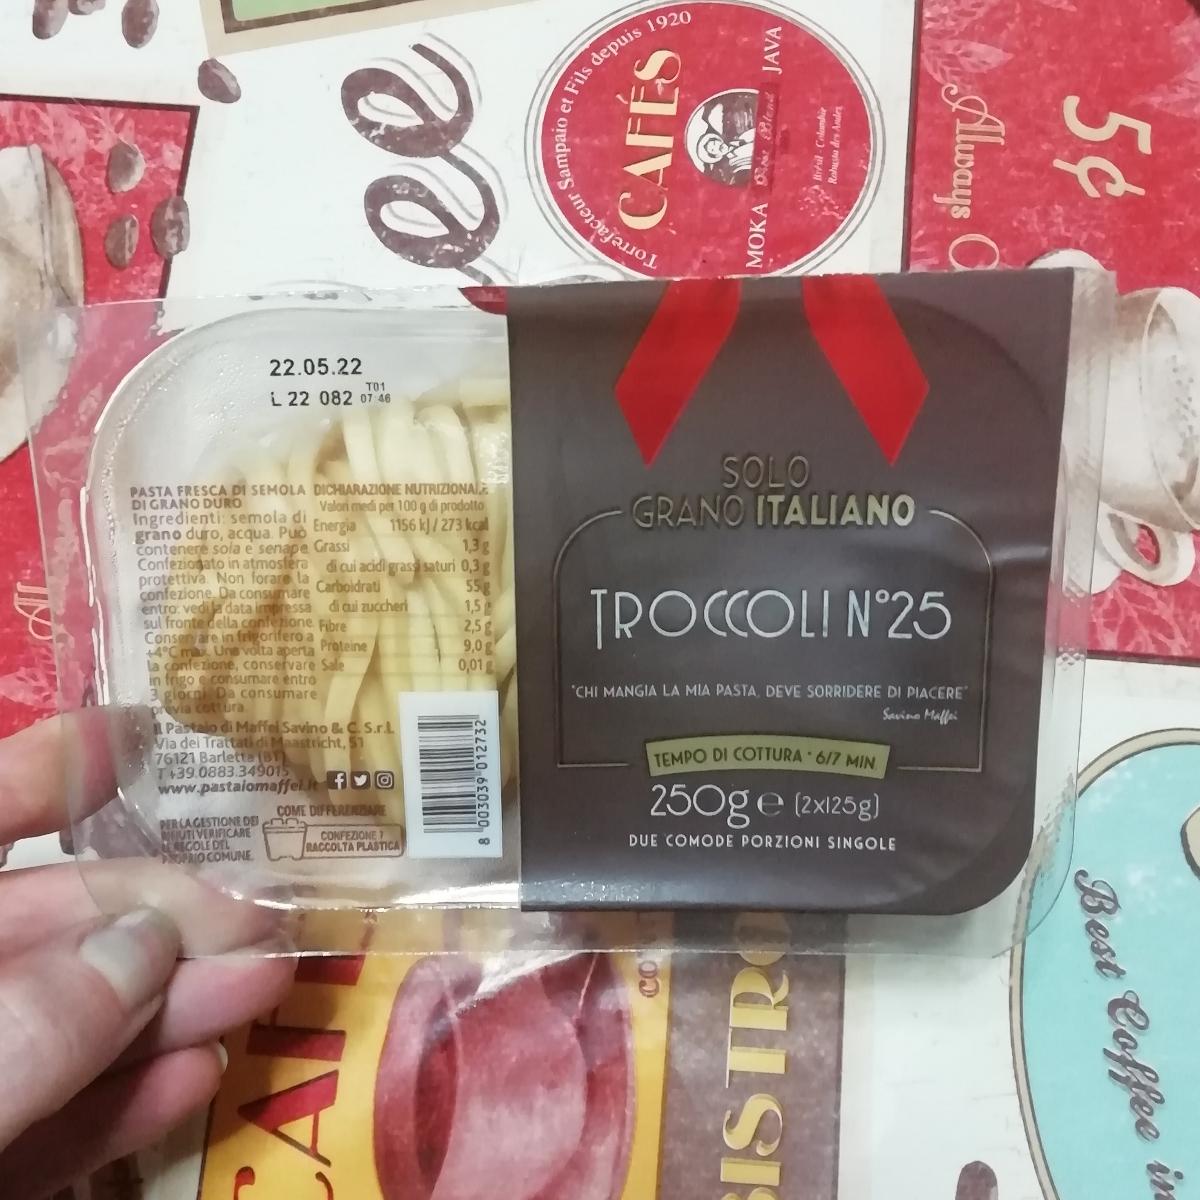 Torréfacteur Sampaio et Fils depuis 1920
CAFÉS
MOKA
JAVA
Brésil - Colombie
Robusta des Andes
5¢
Always
22.05.22
L 22 082 T01 07:46
PASTA FRESCA DI SEMOLA
DI GRANO DURO
Ingredienti: semola di
grano duro, acqua. Può
contenere soia e senape.
Confezionato in atmosfera
protettiva. Non forare la
confezione. Da consumare
entro: vedi la data impressa
sul fronte della confezione.
Conservare in frigorifero a
+4°C max. Una volta aperta
la confezione, conservare
in frigo e consumare entro
3 giorni. Da consumare
previa cottura.
DICHIARAZIONE NUTRIZIONALE
Valori medi per 100 g di prodotto
Energia 1156 kJ / 273 kcal
Grassi 1,3 g
di cui acidi grassi saturi 0,3 g
Carboidrati 55 g
di cui zuccheri 1,5 g
Fibre 2,5 g
Proteine 9,0 g
Sale 0,01 g
Il Pastaio di Maffei Savino & C. S.r.l.
Via dei Trattati di Maastricht, 51
76121 Barletta (BT)
T +39.0883.349015
www.pastaiomaffei.it
PER LA GESTIONE DEI
RIFIUTI VERIFICARE
LE REGOLE DEL
PROPRIO COMUNE.
COME DIFFERENZIARE
CONFEZIONE 7
RACCOLTA PLASTICA
8 003039 012732
SOLO
GRANO ITALIANO
TROCCOLI N°25
"CHI MANGIA LA MIA PASTA, DEVE SORRIDERE DI PIACERE"
Savino Maffei
TEMPO DI COTTURA • 6/7 MIN.
250g e (2x125g)
DUE COMODE PORZIONI SINGOLE
BISTRO
Best Coffee in